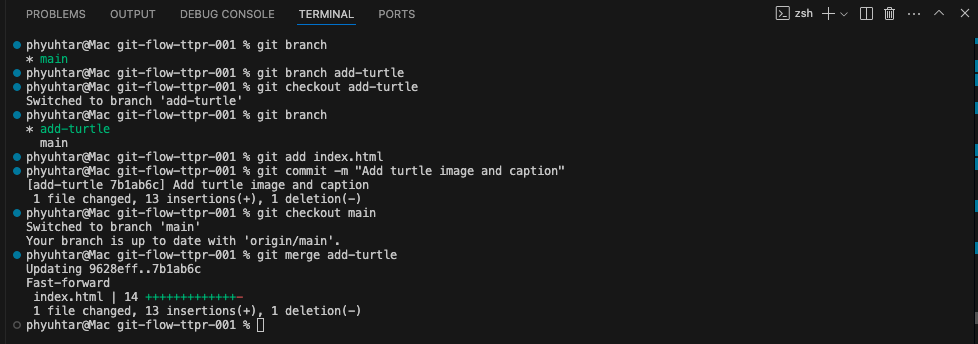 PROBLEMS OUTPUT DEBUG CONSOLE TERMINAL PORTS zsh
phyuhtar@Mac git-flow-ttpr-001 % git branch
* main
phyuhtar@Mac git-flow-ttpr-001 % git branch add-turtle
phyuhtar@Mac git-flow-ttpr-001 % git checkout add-turtle
Switched to branch 'add-turtle'
phyuhtar@Mac git-flow-ttpr-001 % git branch
* add-turtle
main
phyuhtar@Mac git-flow-ttpr-001 % git add index.html
phyuhtar@Mac git-flow-ttpr-001 % git commit -m "Add turtle image and caption"
[add-turtle 7b1ab6c] Add turtle image and caption
1 file changed, 13 insertions(+), 1 deletion(-)
phyuhtar@Mac git-flow-ttpr-001 % git checkout main
Switched to branch 'main'
Your branch is up to date with 'origin/main'.
phyuhtar@Mac git-flow-ttpr-001 % git merge add-turtle
Updating 9628eff..7b1ab6c
Fast-forward
index.html | 14 +++++++++++++-
1 file changed, 13 insertions(+), 1 deletion(-)
phyuhtar@Mac git-flow-ttpr-001 %